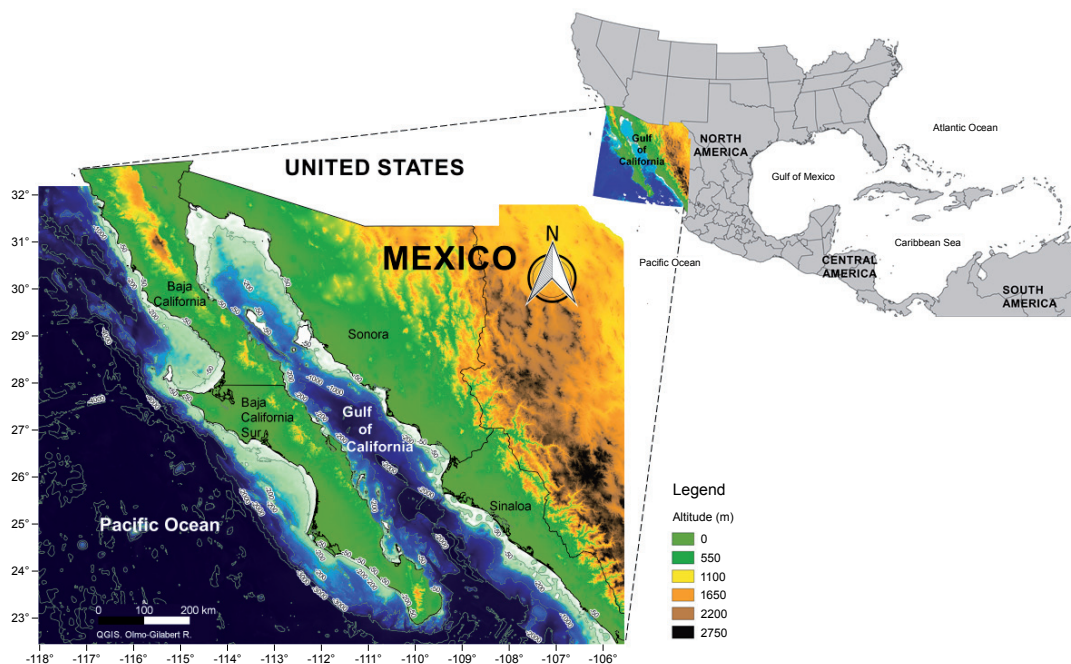 UNITED STATES
MEXICO
N
Baja
California
Sonora
Baja
California
Sur
Gulf
of
California
Sinaloa
Pacific Ocean
0 100 200 km
QGIS. Olmo-Gilabert R.
32°
31°
30°
29°
28°
27°
26°
25°
24°
23°
-118° -117° -116° -115° -114° -113° -112° -111° -110° -109° -108° -107° -106°
NORTH
AMERICA
Gulf
of
California
Atlantic Ocean
Gulf of Mexico
Caribbean Sea
Pacific Ocean
CENTRAL
AMERICA
SOUTH
AMERICA
Legend
Altitude (m)
0
550
1100
1650
2200
2750